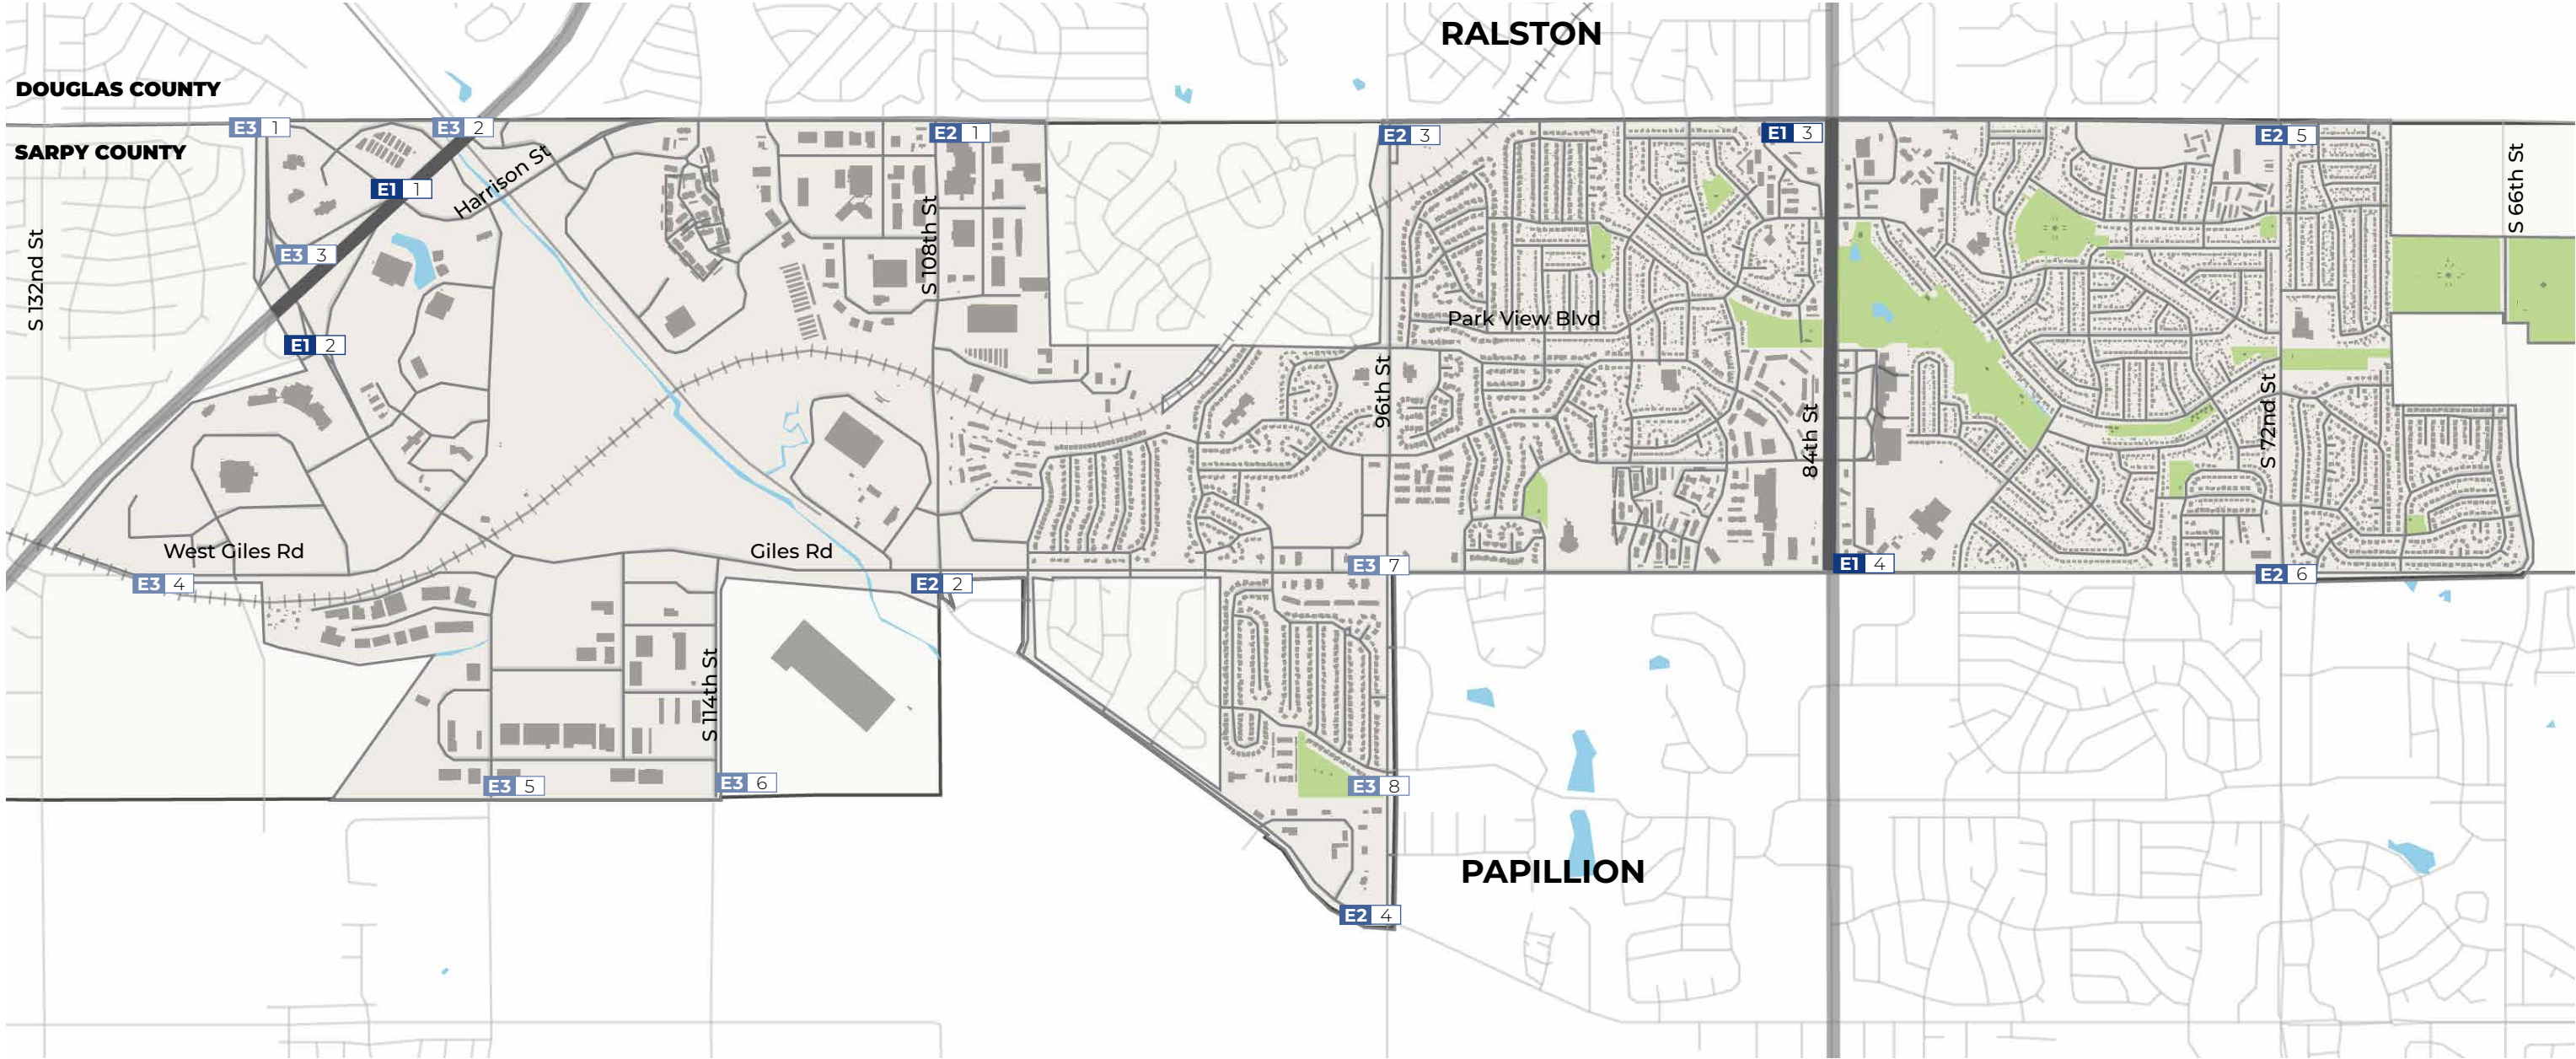 RALSTON
DOUGLAS COUNTY
E3 1
E3 2
E2 1
E2 3
E1 3
E2 5
SARPY COUNTY
Harrison St
E1 1
S 66th St
S 108th St
E3 3
S 132nd St
Park View Blvd
E1 2
96th St
84th St
S 72nd St
West Giles Rd
Giles Rd
E3 4
E2 2
E3 7
E1 4
E2 6
S 114th St
E3 5
E3 6
E3 8
PAPILLION
E2 4